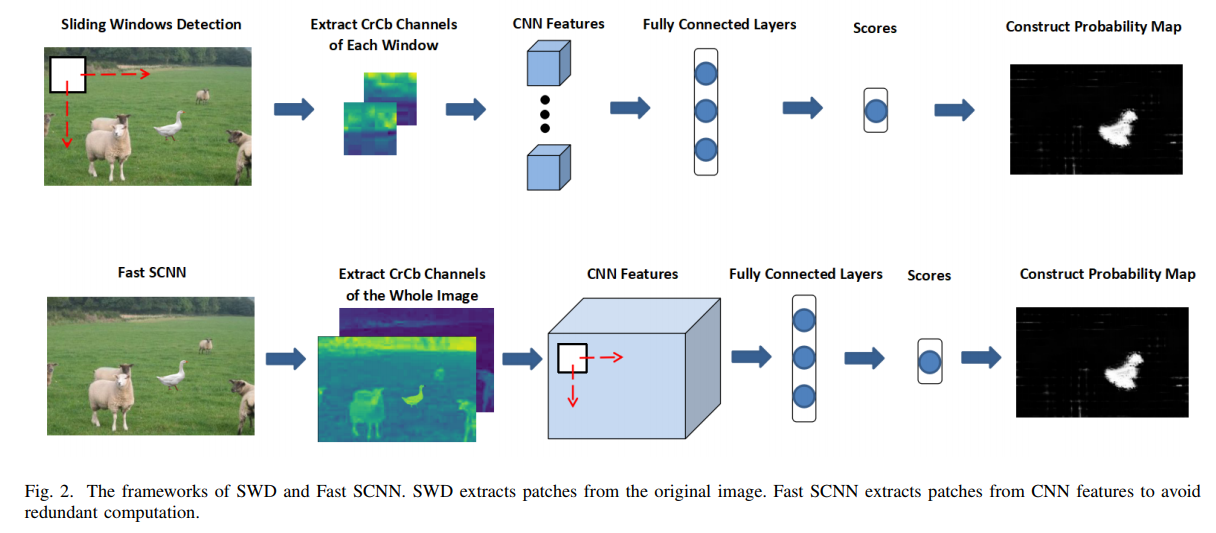 Sliding Windows Detection
Extract CrCb Channels
of Each Window
CNN Features
Fully Connected Layers
Scores
Construct Probability Map
Fast SCNN
Extract CrCb Channels
of the Whole Image
CNN Features
Fully Connected Layers
Scores
Construct Probability Map
Fig. 2. The frameworks of SWD and Fast SCNN. SWD extracts patches from the original image. Fast SCNN extracts patches from CNN features to avoid
redundant computation.